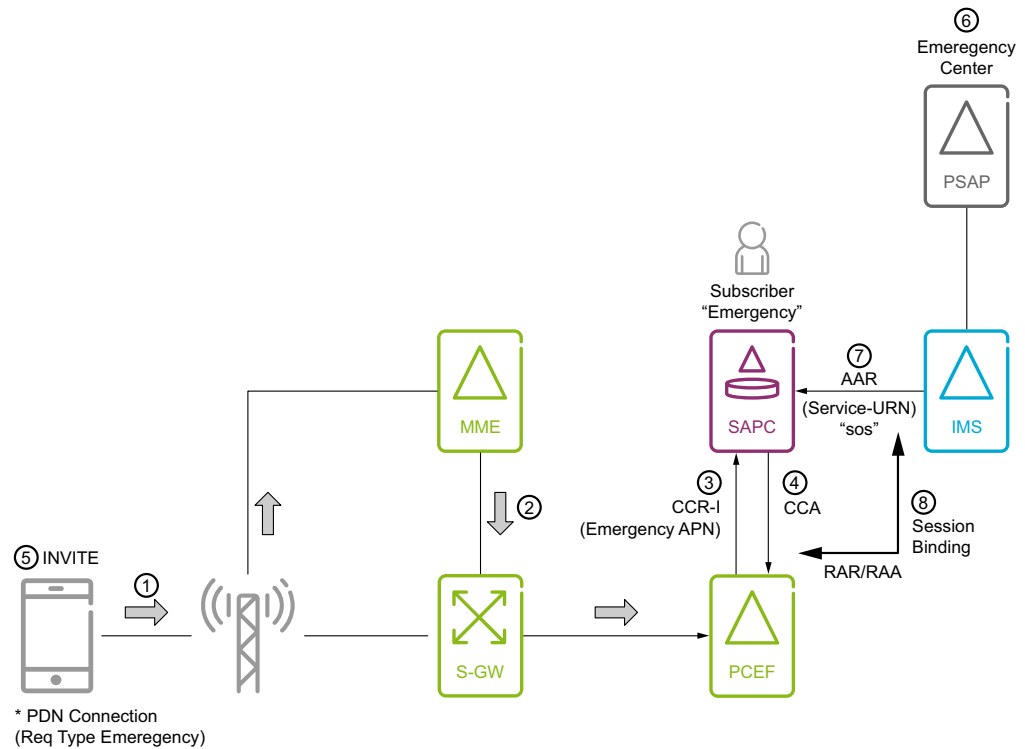 ⑥
Emeregency
Center
PSAP
Subscriber
“Emergency”
MME
SAPC
⑦
AAR
(Service-URN)
“sos”
IMS
②
③
CCR-I
(Emergency APN)
④
CCA
⑧
Session
Binding
RAR/RAA
⑤ INVITE
①
S-GW
PCEF
* PDN Connection
(Req Type Emeregency)